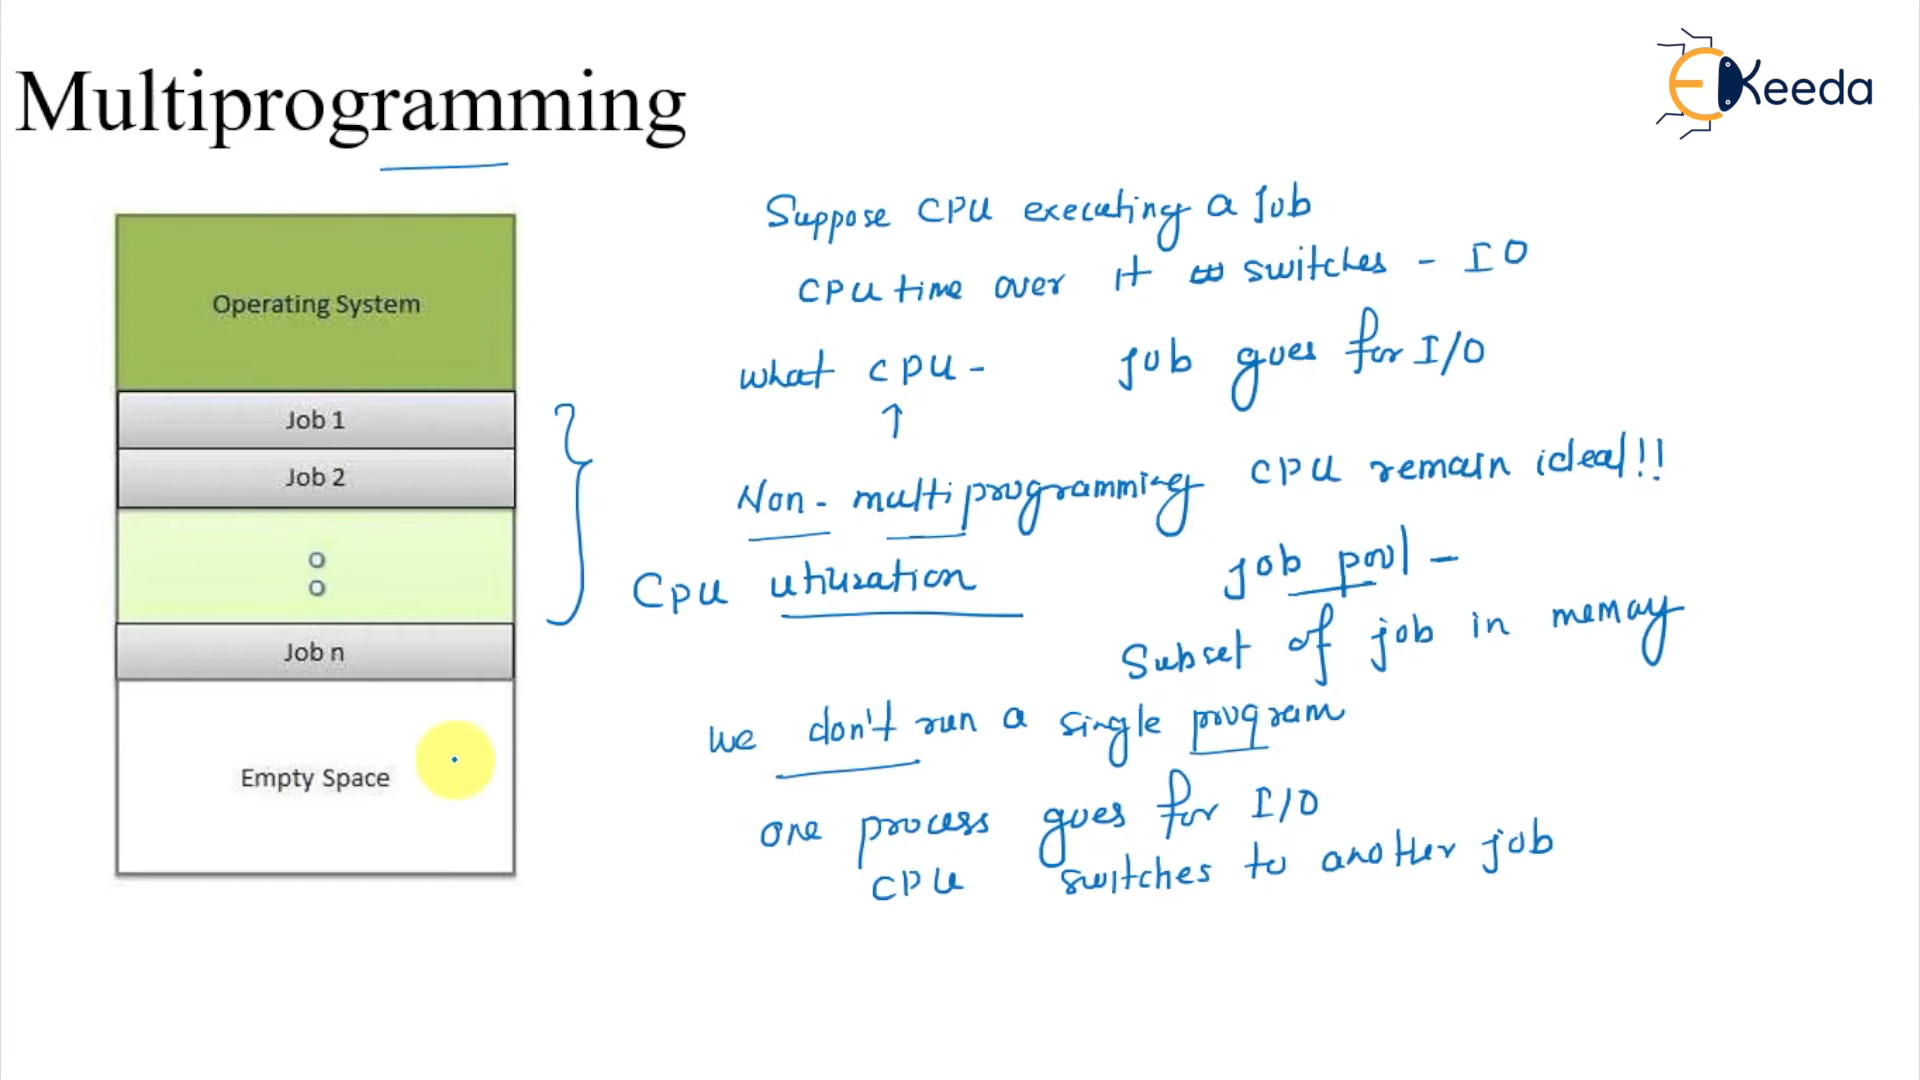 Multiprogramming
EKeeda
Operating System
Job 1
Job 2
Job n
Empty Space
Suppose CPU executing a Job
CPU time over it switches - IO
what CPU - job goes for I/O
Non - multiprogramming CPU remain ideal!!
CPU utilization
job pool -
Subset of job in memory
we don't run a single program
one process goes for I/O
CPU switches to another job